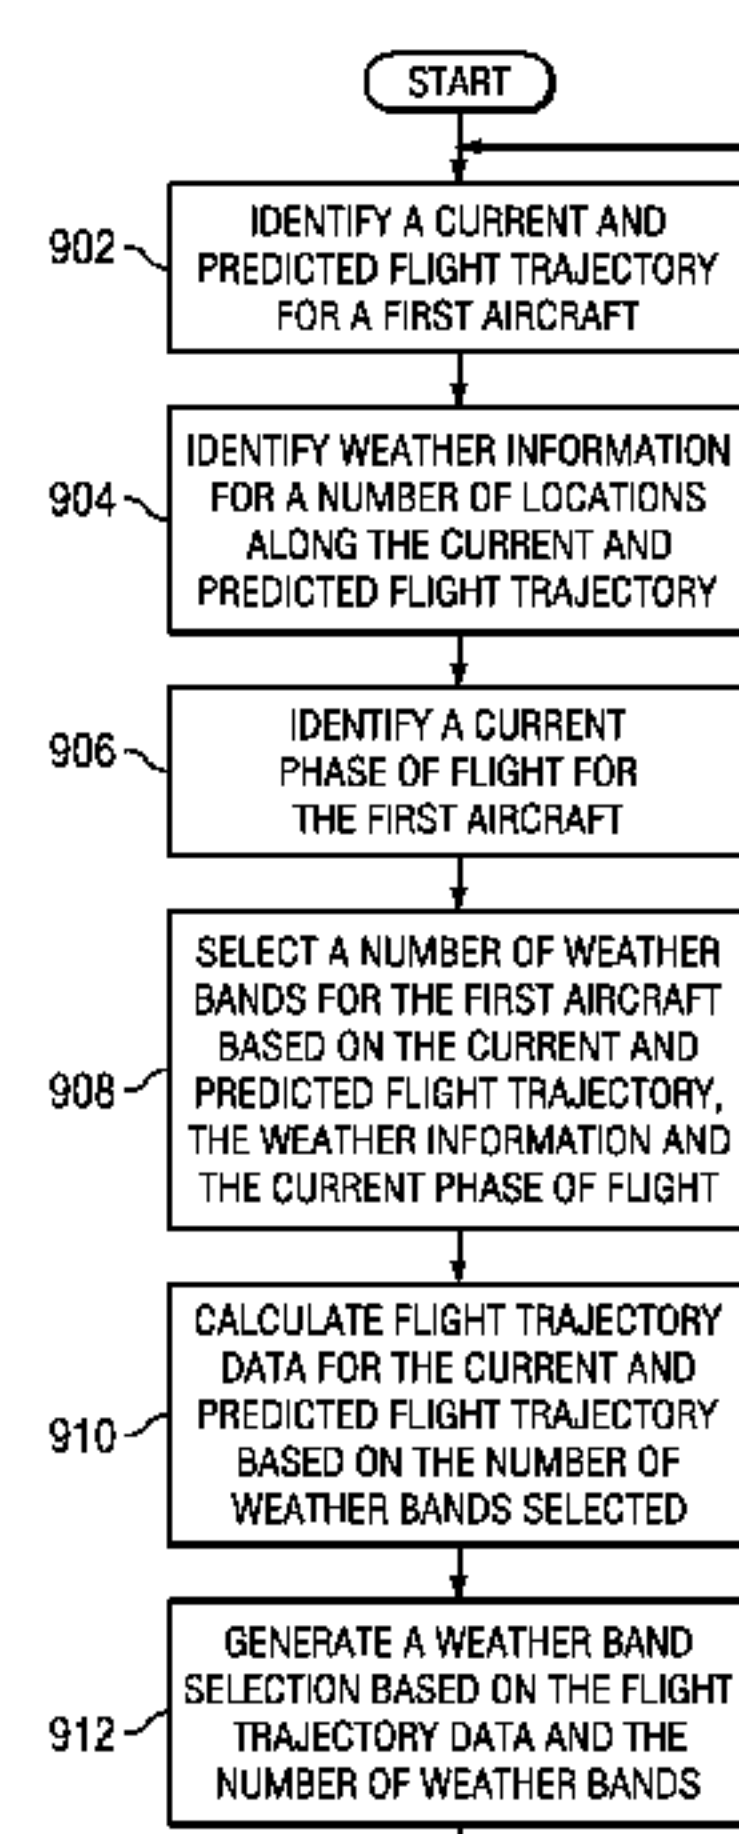 START
902
IDENTIFY A CURRENT AND
PREDICTED FLIGHT TRAJECTORY
FOR A FIRST AIRCRAFT
904
IDENTIFY WEATHER INFORMATION
FOR A NUMBER OF LOCATIONS
ALONG THE CURRENT AND
PREDICTED FLIGHT TRAJECTORY
906
IDENTIFY A CURRENT
PHASE OF FLIGHT FOR
THE FIRST AIRCRAFT
908
SELECT A NUMBER OF WEATHER
BANDS FOR THE FIRST AIRCRAFT
BASED ON THE CURRENT AND
PREDICTED FLIGHT TRAJECTORY,
THE WEATHER INFORMATION AND
THE CURRENT PHASE OF FLIGHT
910
CALCULATE FLIGHT TRAJECTORY
DATA FOR THE CURRENT AND
PREDICTED FLIGHT TRAJECTORY
BASED ON THE NUMBER OF
WEATHER BANDS SELECTED
912
GENERATE A WEATHER BAND
SELECTION BASED ON THE FLIGHT
TRAJECTORY DATA AND THE
NUMBER OF WEATHER BANDS